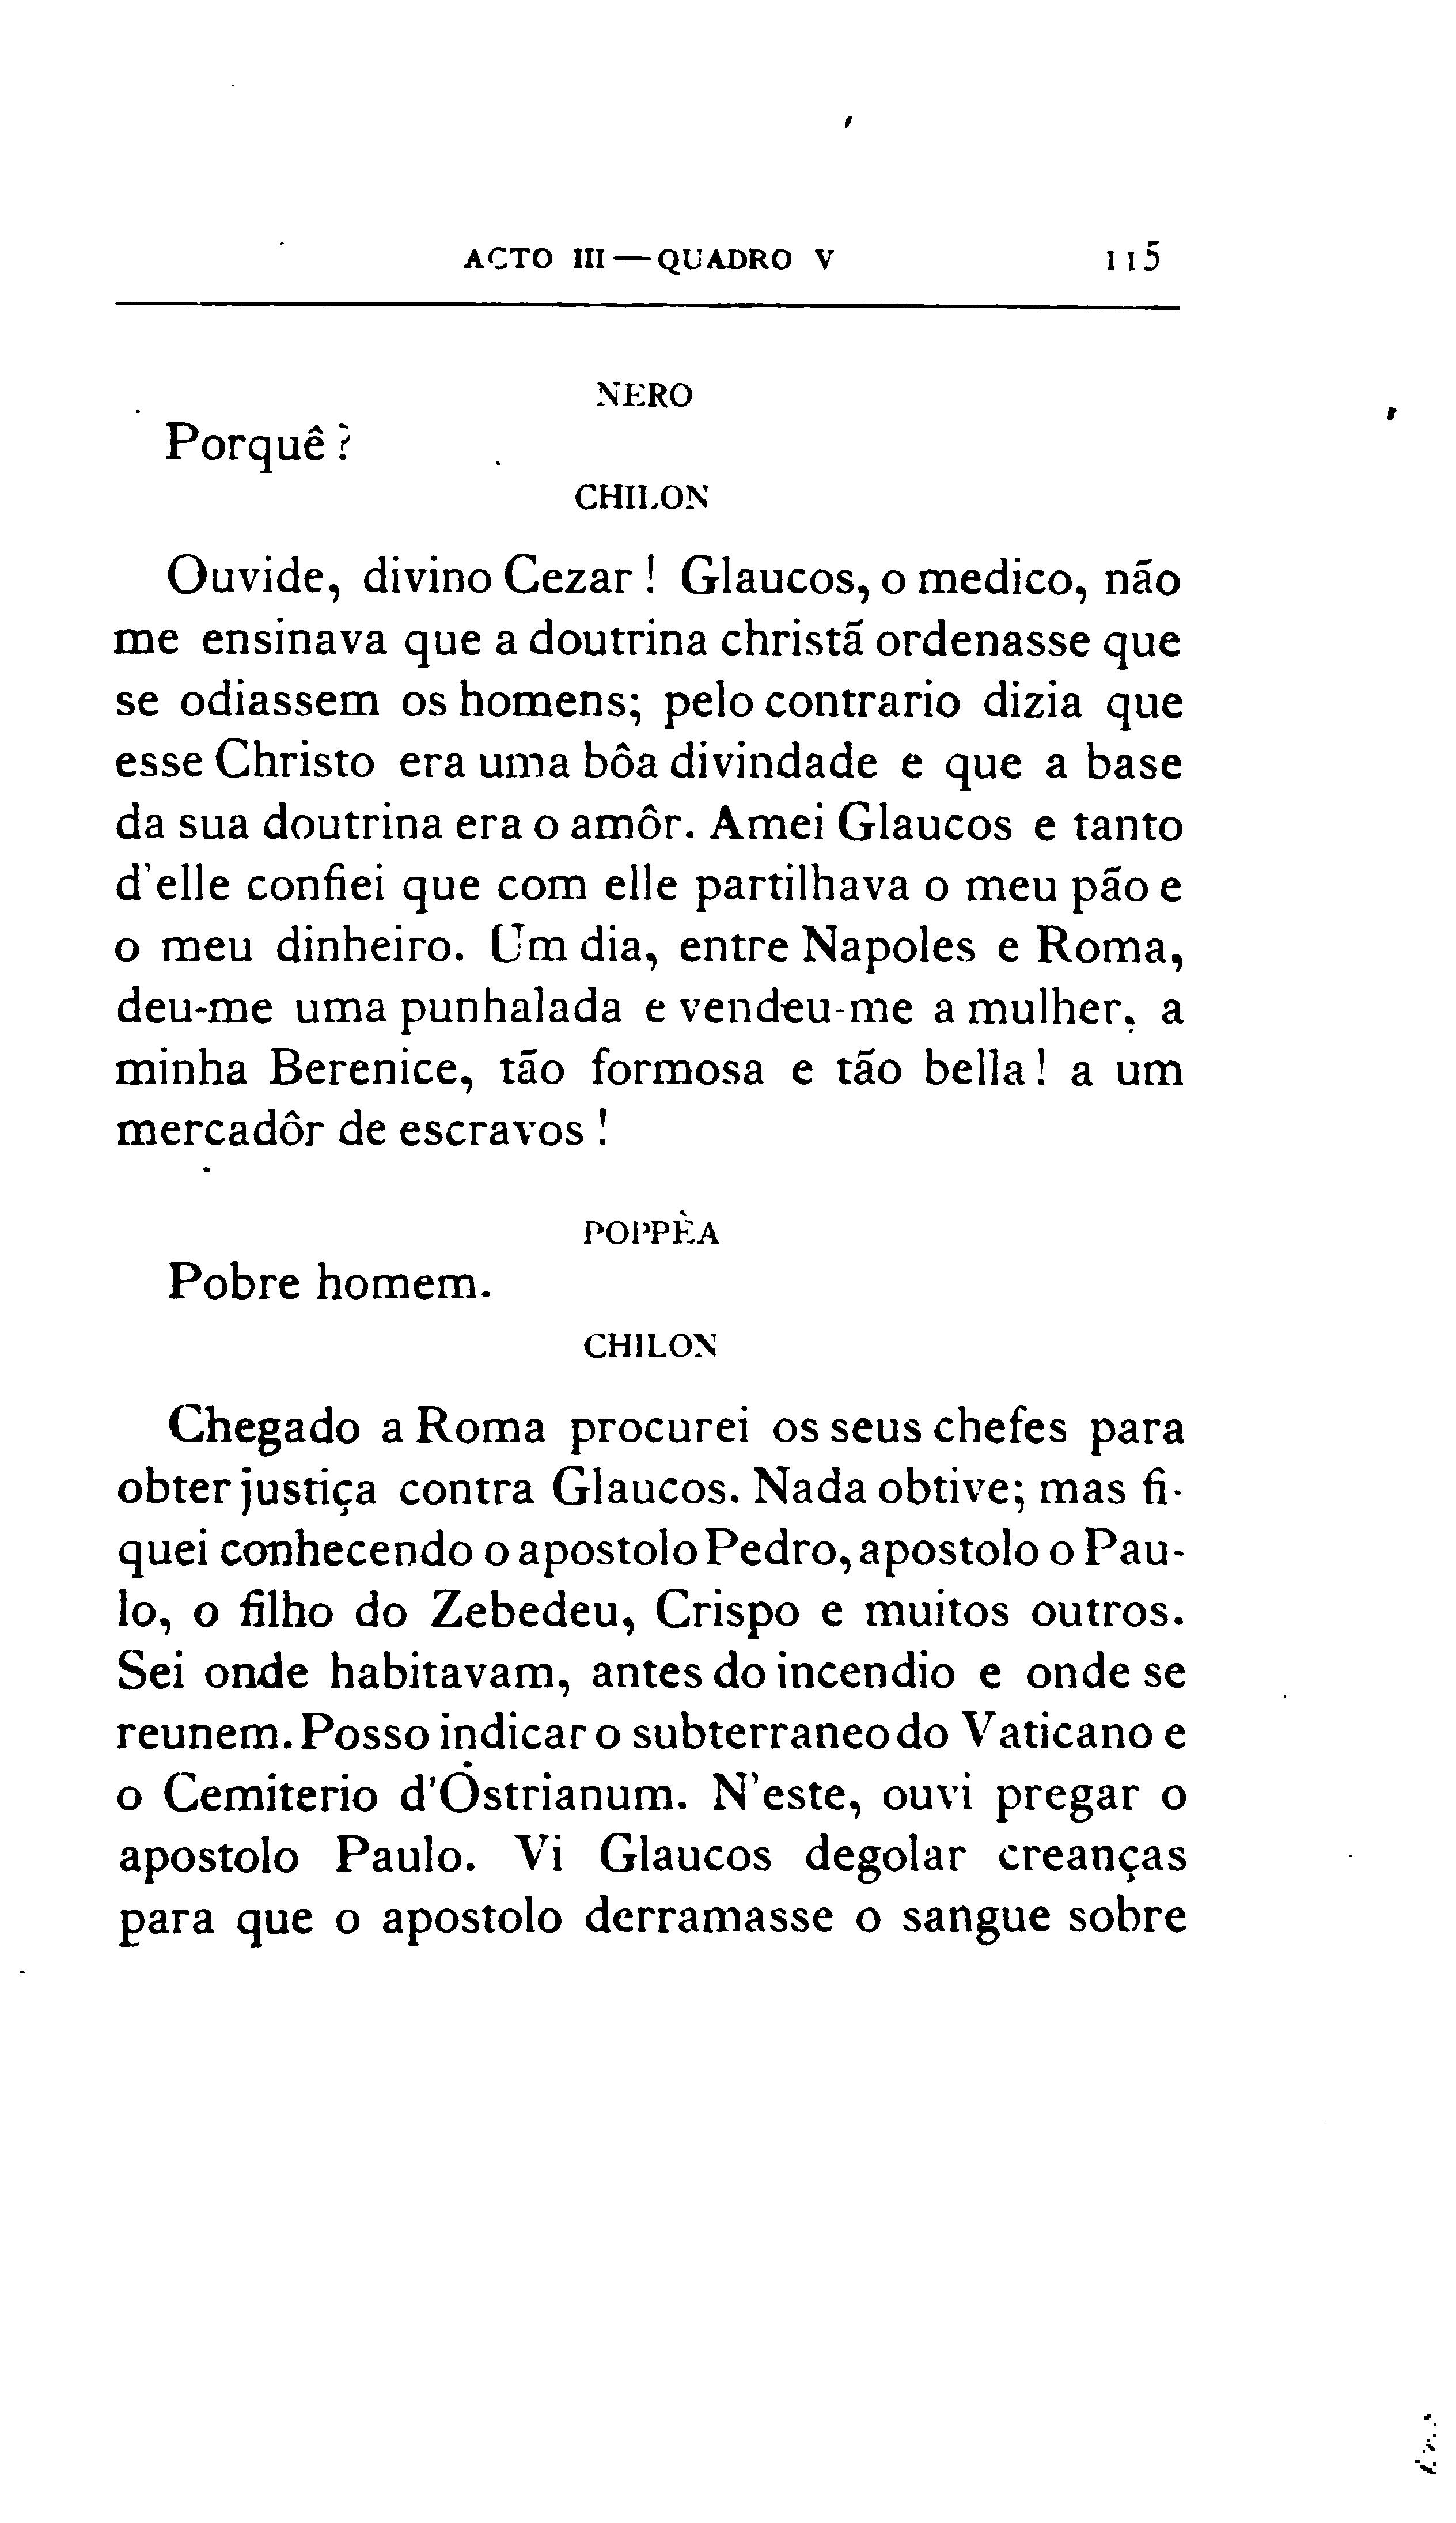 ACTO III — QUADRO V 115
NERO
Porquê ?
CHILON
Ouvide, divino Cezar ! Glaucos, o medico, não
me ensinava que a doutrina christã ordenasse que
se odiassem os homens; pelo contrario dizia que
esse Christo era uma bôa divindade e que a base
da sua doutrina era o amôr. Amei Glaucos e tanto
d'elle confiei que com elle partilhava o meu pão e
o meu dinheiro. Um dia, entre Napoles e Roma,
deu-me uma punhalada e vendeu-me a mulher, a
minha Berenice, tão formosa e tão bella ! a um
mercadôr de escravos !
POPPÊA
Pobre homem.
CHILON
Chegado a Roma procurei os seus chefes para
obter justiça contra Glaucos. Nada obtive; mas fi-
quei conhecendo o apostolo Pedro, apostolo o Pau-
lo, o filho do Zebedeu, Crispo e muitos outros.
Sei onde habitavam, antes do incendio e onde se
reunem. Posso indicar o subterraneo do Vaticano e
o Cemiterio d'Ostrianum. N'este, ouvi pregar o
apostolo Paulo. Vi Glaucos degolar creanças
para que o apostolo derramasse o sangue sobre